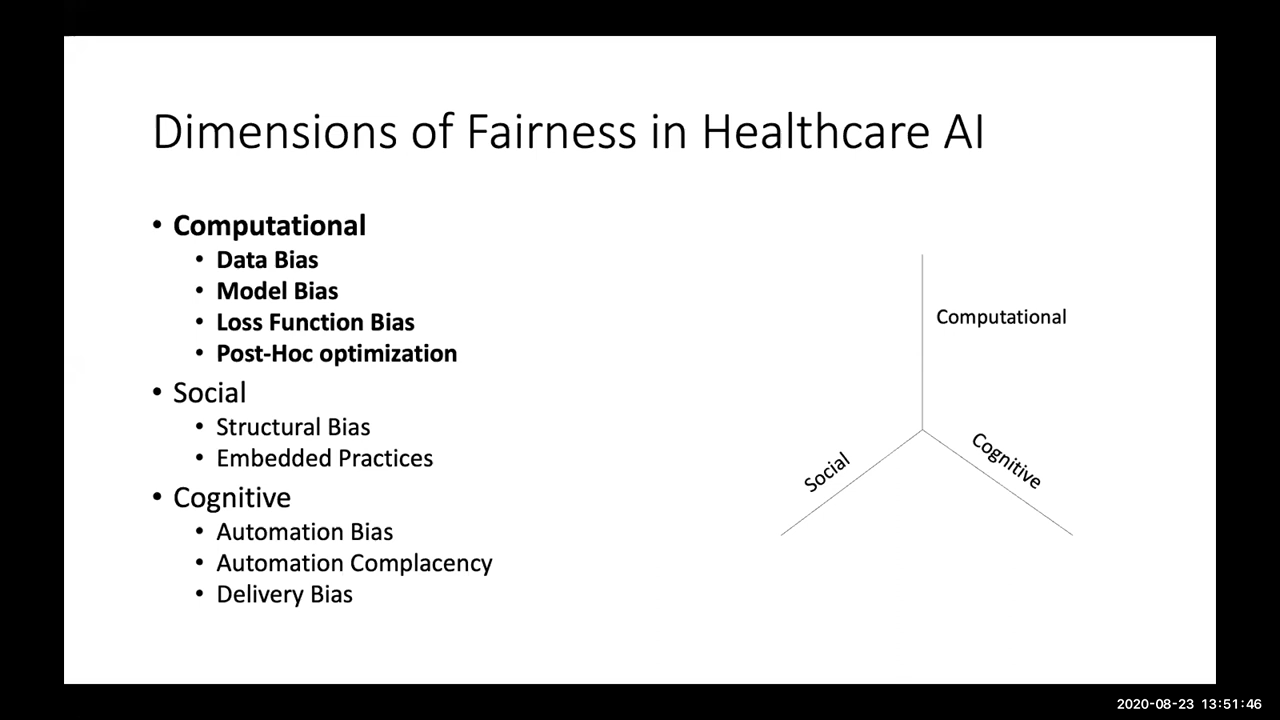 Dimensions of Fairness in Healthcare AI
• Computational
• Data Bias
• Model Bias
• Loss Function Bias
• Post-Hoc optimization
• Social
• Structural Bias
• Embedded Practices
• Cognitive
• Automation Bias
• Automation Complacency
• Delivery Bias
Computational
Social
Cognitive
2020-08-23 13:51:46